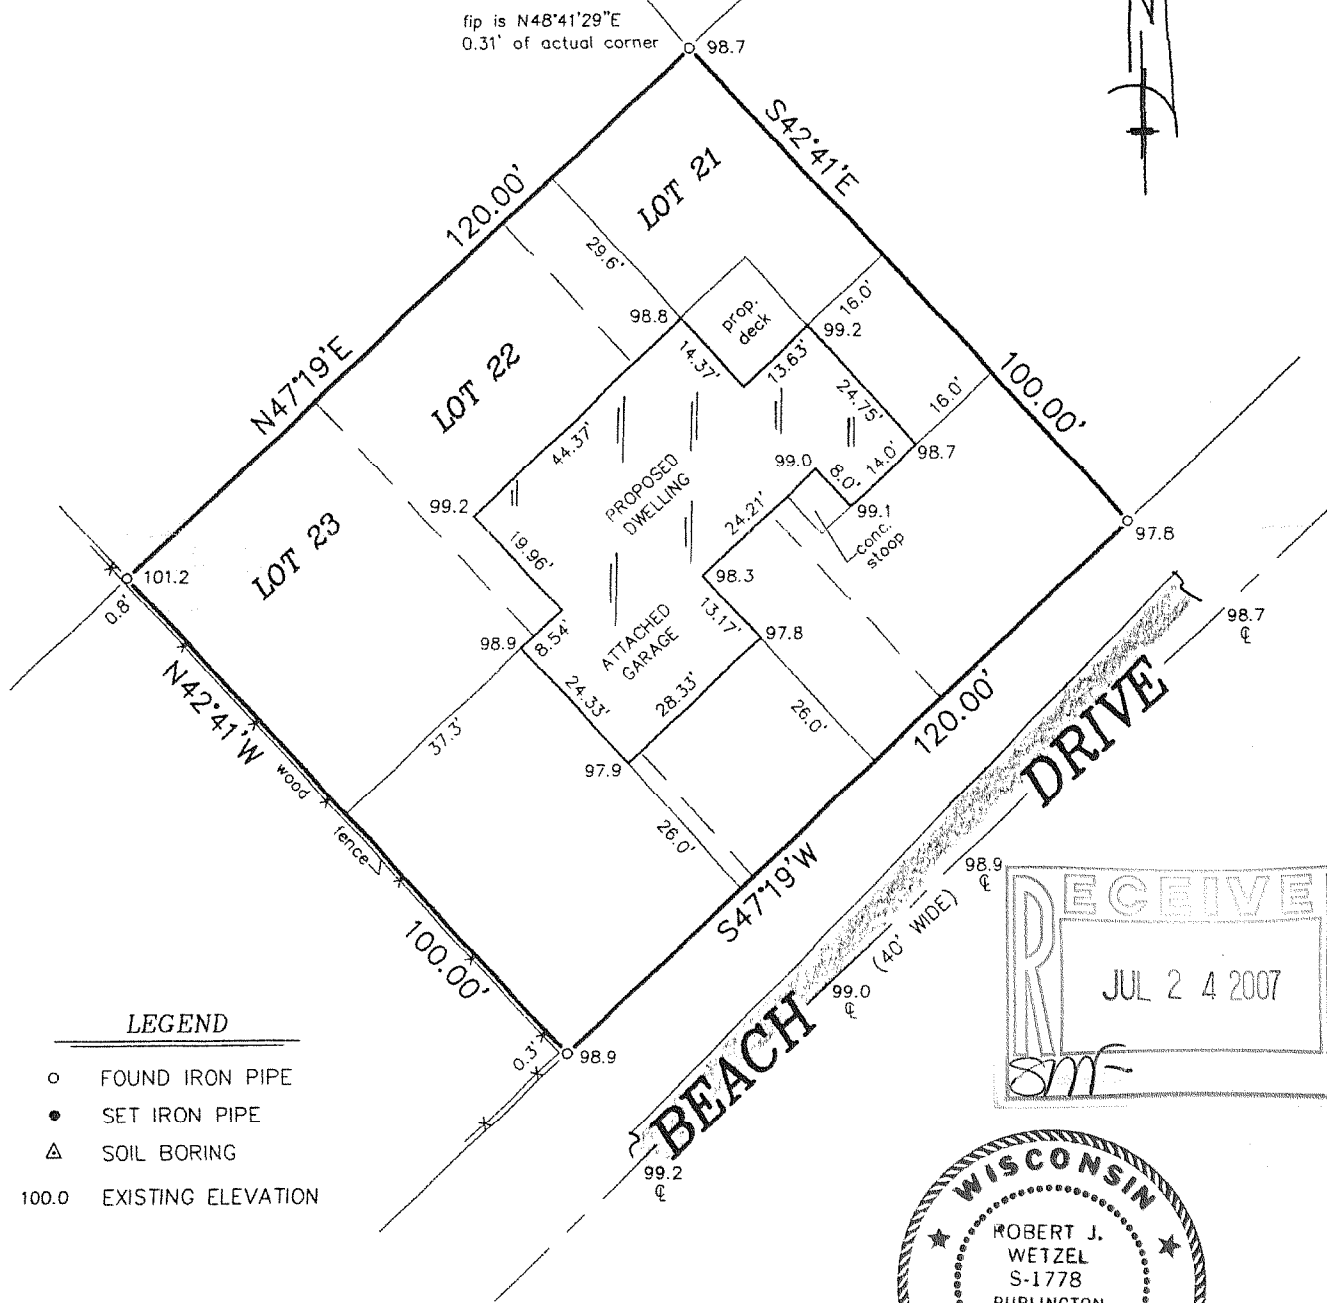 fip is N48°41'29"E
0.31' of actual corner
98.7
S42°41'E
120.00'
LOT 21
29.6'
16.0'
98.8
prop.
deck
99.2
N47°19'E
14.37'
13.63'
LOT 22
100.00'
24.75'
16.0'
44.37'
99.0
8.0'
14.0'
98.7
PROPOSED
DWELLING
99.2
24.21'
99.1
LOT 23
conc.
stoop
97.8
19.96'
101.2
0.8'
98.3
13.17'
98.7
℄
98.9
8.54'
ATTACHED
GARAGE
97.8
N42°41'W
24.33'
28.33'
26.0'
120.00'
37.3'
97.9
wood
fence
26.0'
S47°19'W
BEACH DRIVE
98.9
℄
(40' WIDE)
99.0
℄
100.00'
0.3'
98.9
99.2
℄
LEGEND
FOUND IRON PIPE
SET IRON PIPE
SOIL BORING
100.0 EXISTING ELEVATION
RECEIVE
JUL 2 4 2007
WISCONSIN
ROBERT J.
WETZEL
S-1778
BURLINGTON